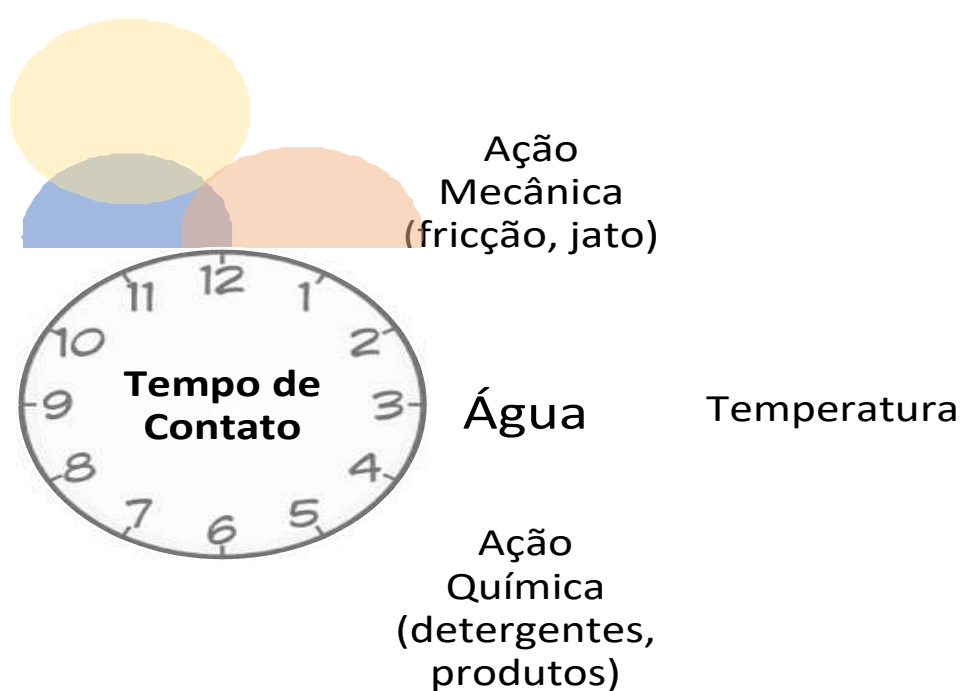 Ação
Mecânica
(fricção, jato)
12
11
1
10
2
9
Tempo de
Contato
3
8
4
7
6
5
Água
Temperatura
Ação
Química
(detergentes,
produtos)